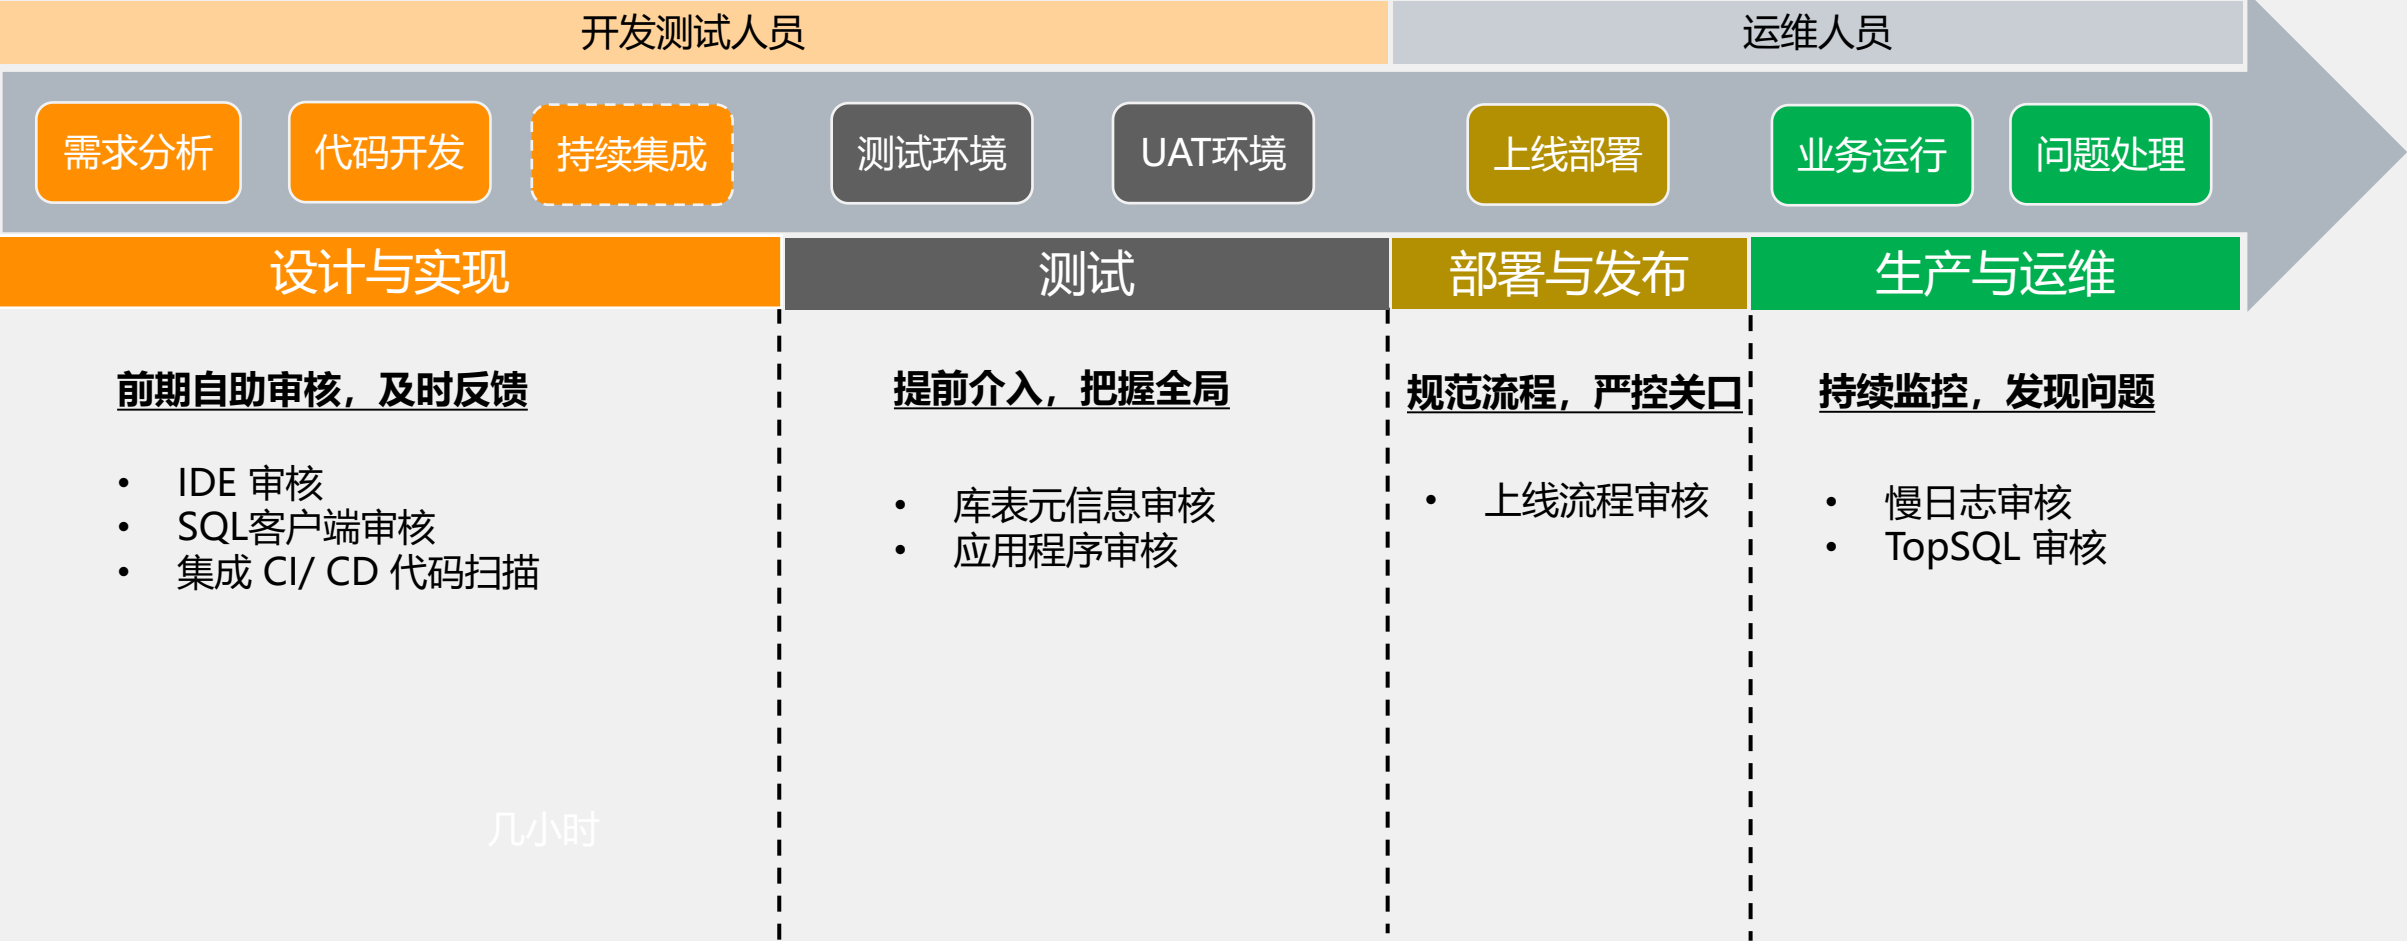 开发测试人员
运维人员
需求分析
代码开发
持续集成
测试环境
UAT环境
上线部署
业务运行
问题处理
设计与实现
测试
部署与发布
生产与运维
前期自助审核，及时反馈
• IDE 审核
• SQL客户端审核
• 集成 CI/ CD 代码扫描
提前介入，把握全局
• 库表元信息审核
• 应用程序审核
规范流程，严控关口
• 上线流程审核
持续监控，发现问题
• 慢日志审核
• TopSQL 审核
几小时